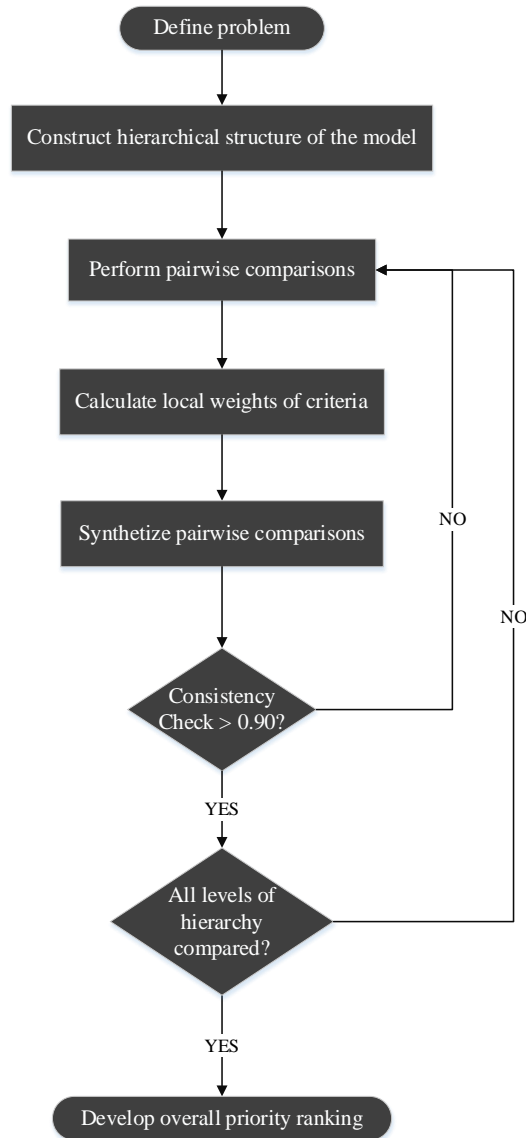 Define problem
Construct hierarchical structure of the model
Perform pairwise comparisons
Calculate local weights of criteria
Synthetize pairwise comparisons
NO
NO
Consistency
Check > 0.90?
YES
All levels of
hierarchy
compared?
YES
Develop overall priority ranking